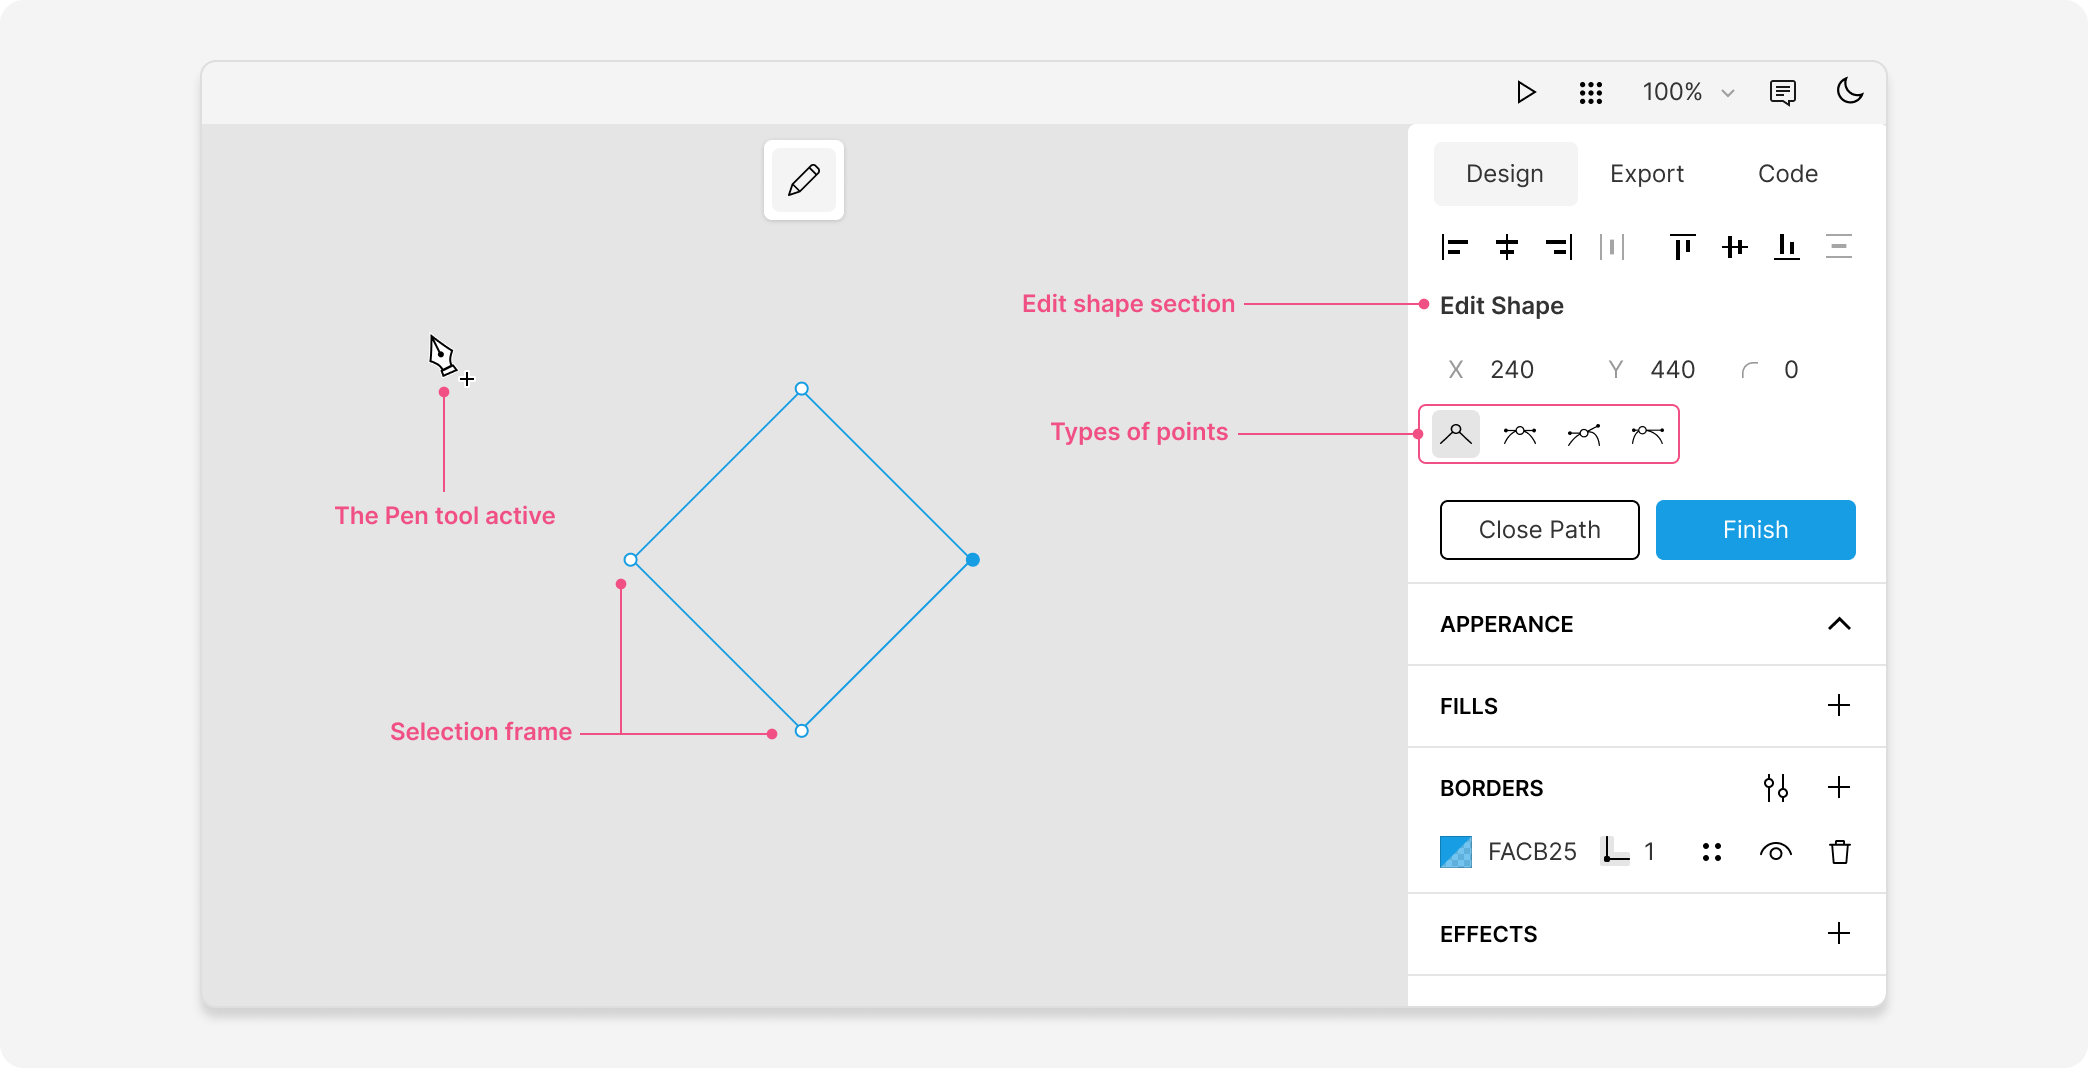 100%
Design Export Code
Edit shape section
Edit Shape
X 240 Y 440 0
Types of points
The Pen tool active
Close Path Finish
APPERANCE
FILLS
Selection frame
BORDERS
FACB25 1
EFFECTS